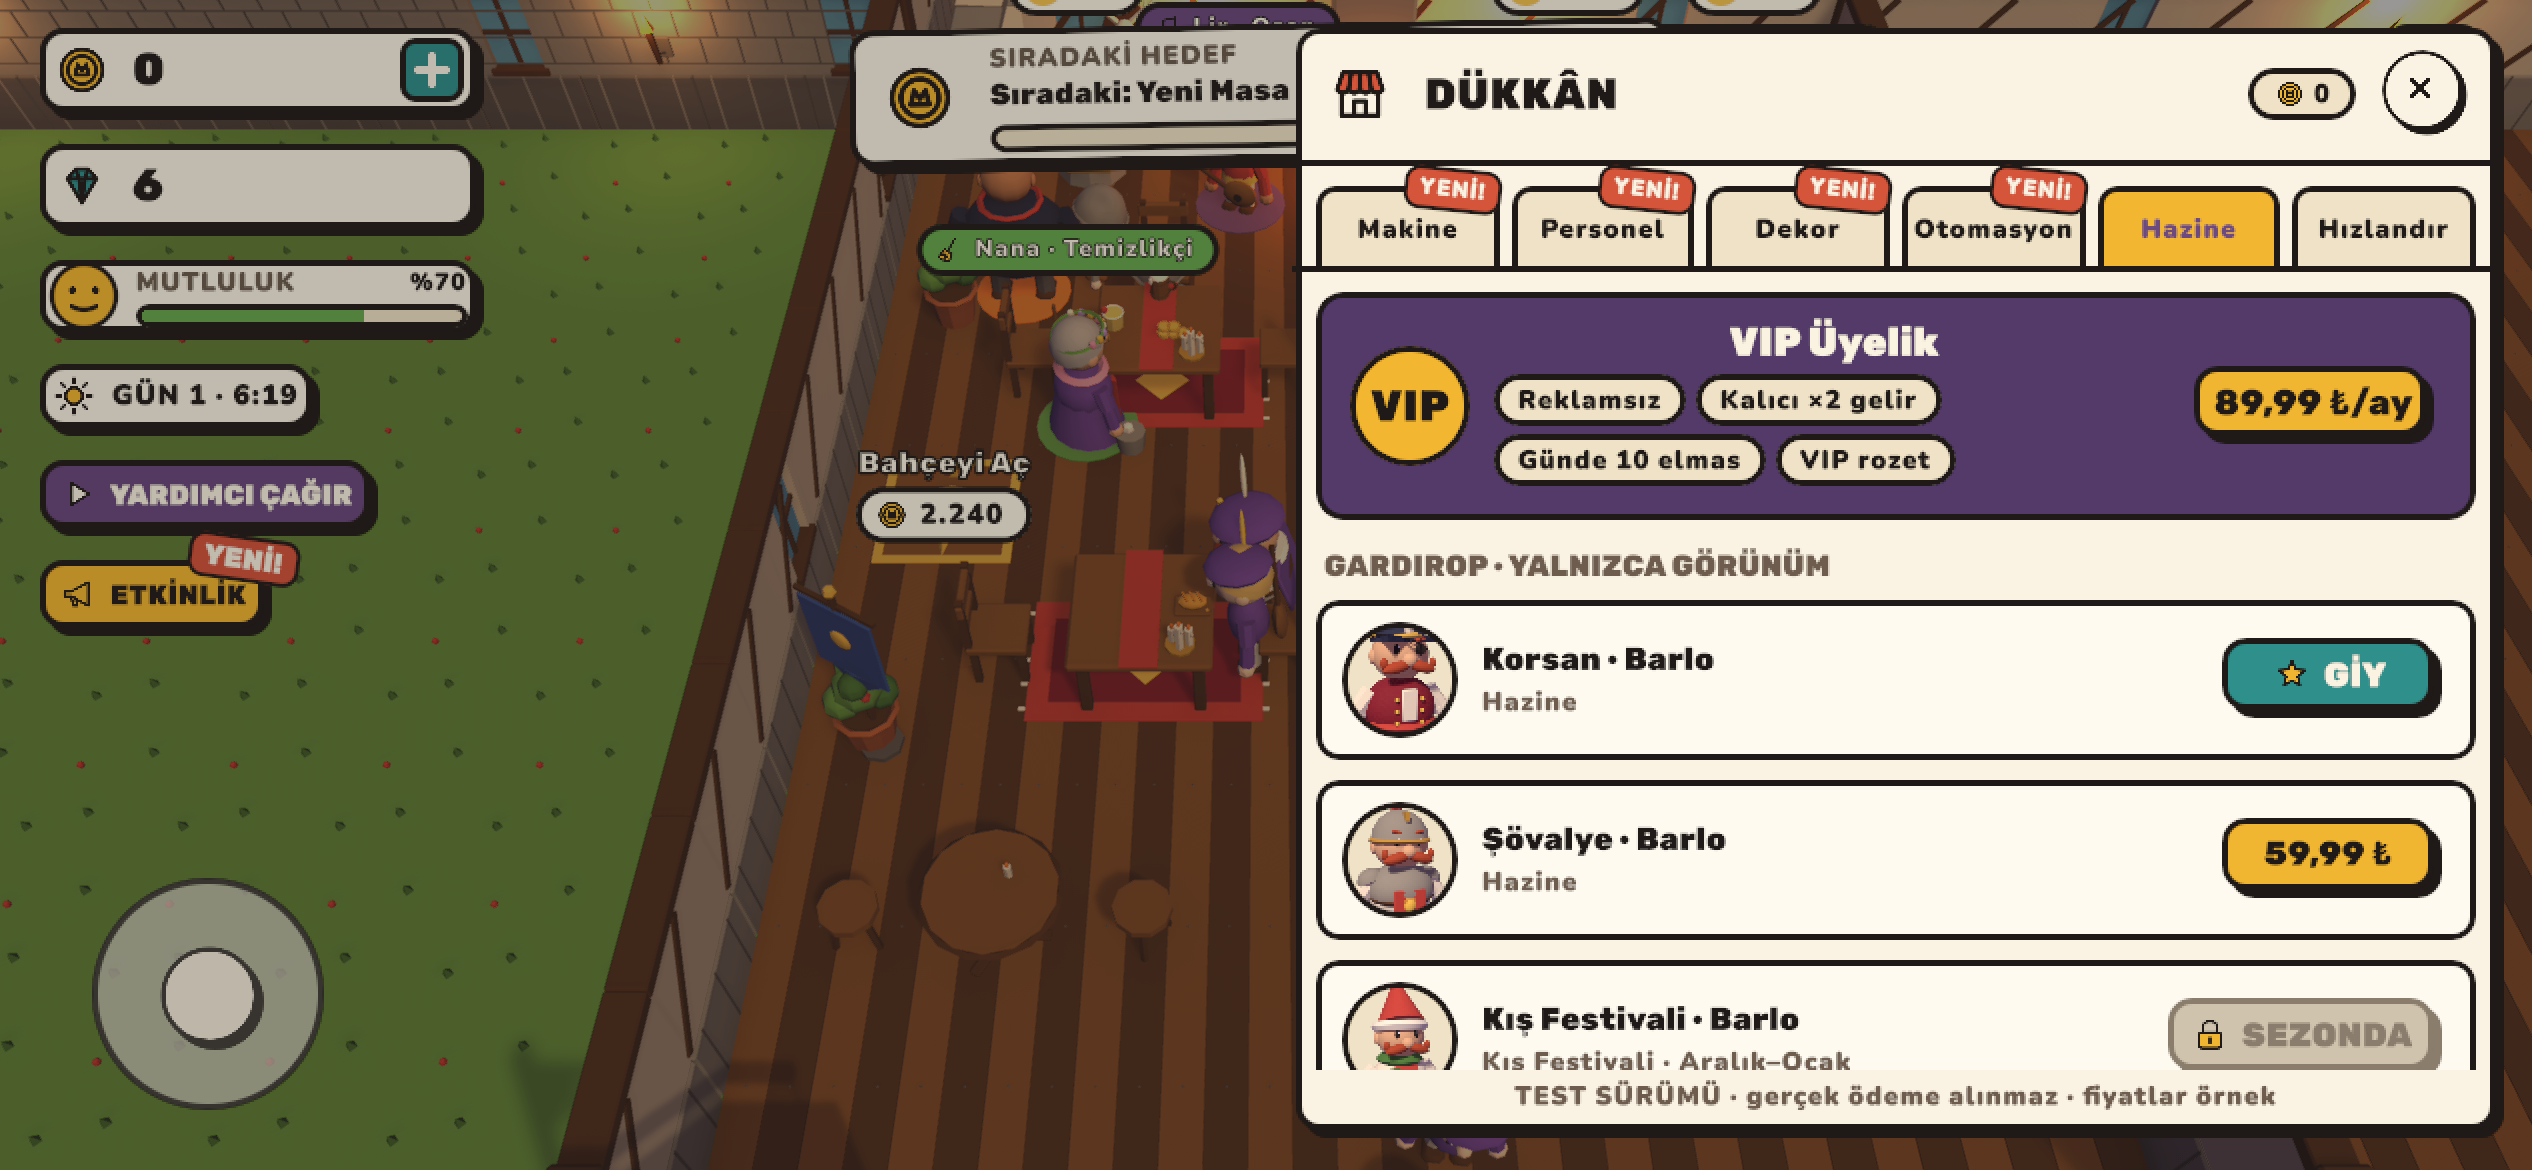 0
6
MUTLULUK %70
GÜN 1 · 6:19
YARDIMCI ÇAĞIR
YENİ!
ETKİNLİK
SIRADAKİ HEDEF
Sıradaki: Yeni Masa
Nana · Temizlikçi
Bahçeyi Aç
2.240
DÜKKÂN
0
YENİ! YENİ! YENİ! YENİ!
Makine Personel Dekor Otomasyon Hazine Hızlandır
VIP Üyelik
VIP
Reklamsız Kalıcı ×2 gelir
89,99 ₺/ay
Günde 10 elmas VIP rozet
GARDIROP · YALNIZCA GÖRÜNÜM
Korsan · Barlo
Hazine
GİY
Şövalye · Barlo
Hazine
59,99 ₺
Kış Festivali · Barlo
Kış Festivali · Aralık–Ocak
SEZONDA
TEST SÜRÜMÜ · gerçek ödeme alınmaz · fiyatlar örnek